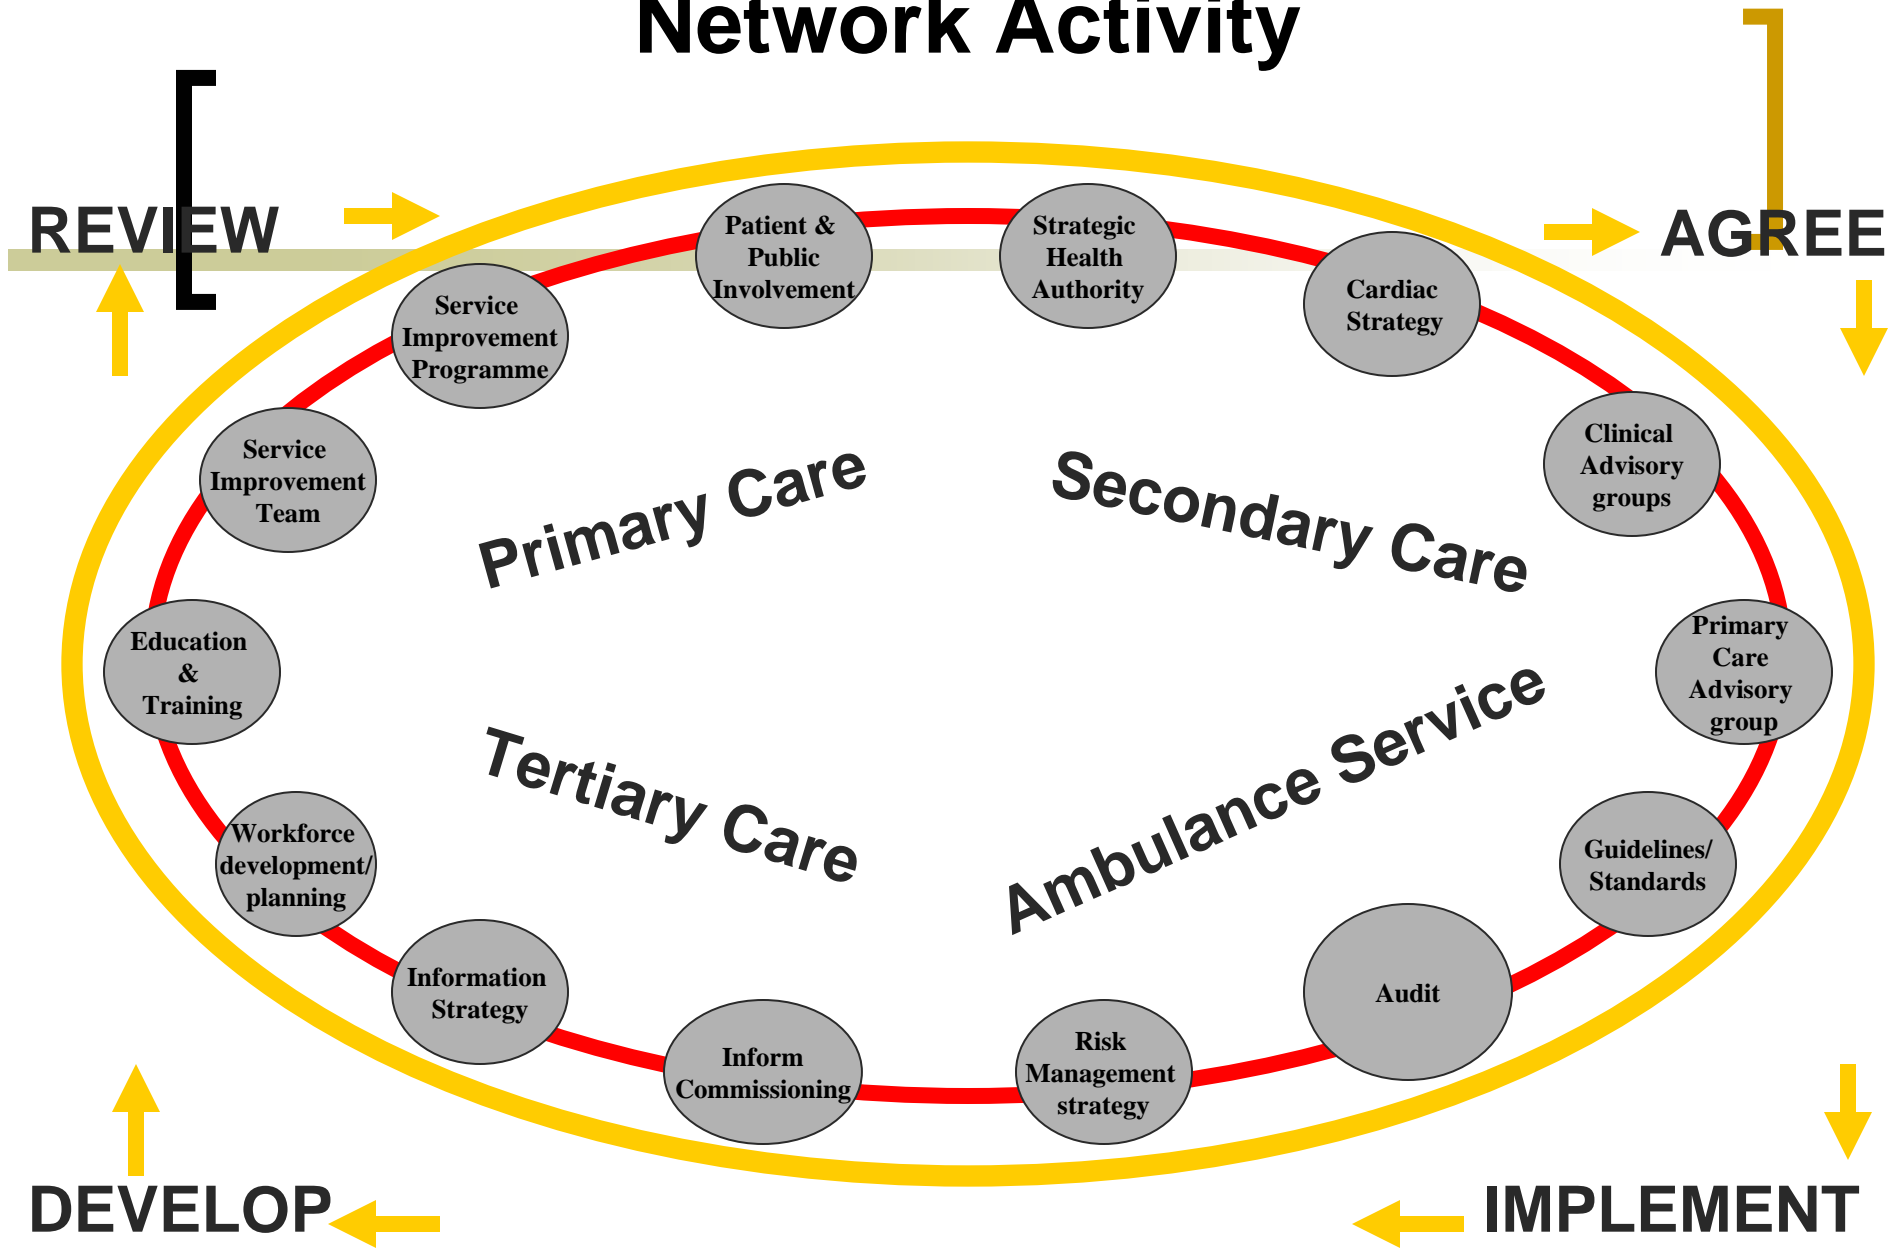 Network Activity
REVIEW
AGREE
Patient &
Public
Involvement
Strategic
Health
Authority
Cardiac
Strategy
Service
Improvement
Programme
Clinical
Advisory
groups
Service
Improvement
Team
Primary Care
Secondary Care
Education
&
Training
Primary
Care
Advisory
group
Tertiary Care
Ambulance Service
Workforce
development/
planning
Guidelines/
Standards
Information
Strategy
Audit
Inform
Commissioning
Risk
Management
strategy
DEVELOP
IMPLEMENT